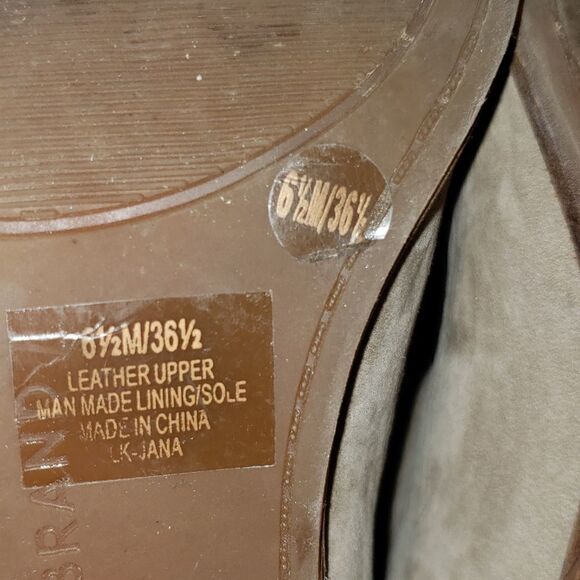 6½M/36½
6½M/36½
LEATHER UPPER
MAN MADE LINING/SOLE
MADE IN CHINA
LK-JANA
BRAND